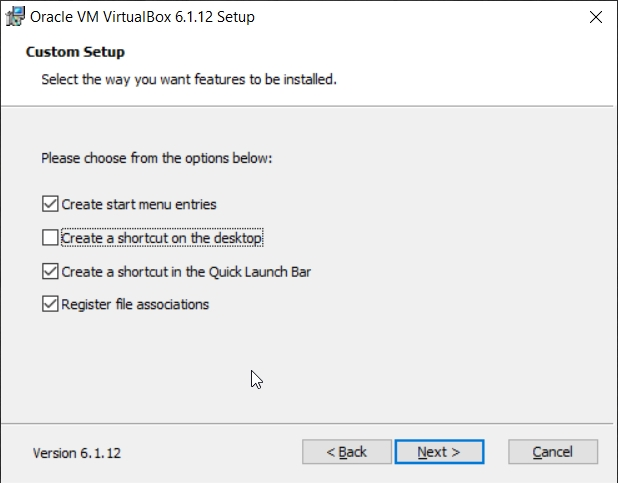 Oracle VM VirtualBox 6.1.12 Setup
Custom Setup
Select the way you want features to be installed.
Please choose from the options below:
Create start menu entries
Create a shortcut on the desktop
Create a shortcut in the Quick Launch Bar
Register file associations
Version 6.1.12
< Back
Next >
Cancel